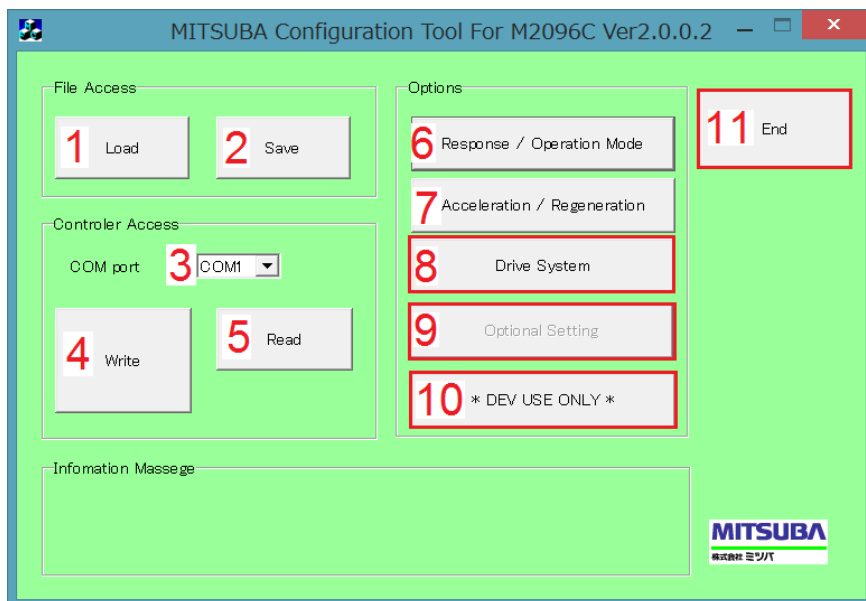 MITSUBA Configuration Tool For M2096C Ver2.0.0.2
File Access
1 Load
2 Save
Controler Access
COM port 3 COM1
4 Write
5 Read
Options
6 Response / Operation Mode
7 Acceleration / Regeneration
8 Drive System
9 Optional Setting
10 * DEV USE ONLY *
11 End
Infomation Massege
MITSUBA
株式会社 ミツバ